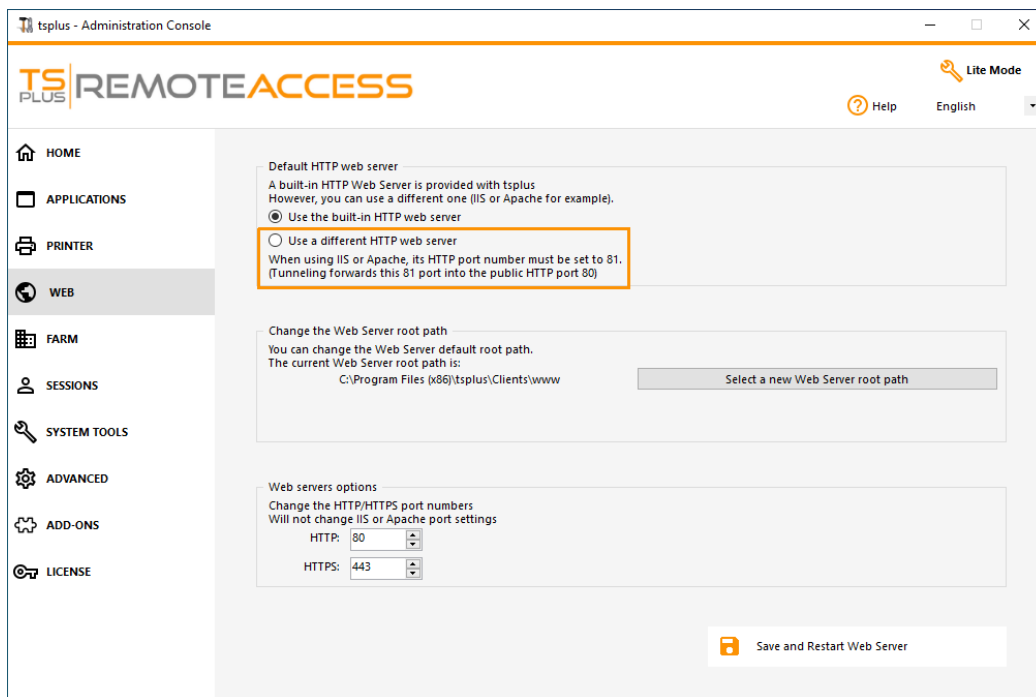 tsplus - Administration Console
TS PLUS REMOTEACCESS
Lite Mode
Help
English
HOME
APPLICATIONS
PRINTER
WEB
FARM
SESSIONS
SYSTEM TOOLS
ADVANCED
ADD-ONS
LICENSE
Default HTTP web server
A built-in HTTP Web Server is provided with tsplus
However, you can use a different one (IIS or Apache for example).
Use the built-in HTTP web server
Use a different HTTP web server
When using IIS or Apache, its HTTP port number must be set to 81.
(Tunneling forwards this 81 port into the public HTTP port 80)
Change the Web Server root path
You can change the Web Server default root path.
The current Web Server root path is:
C:\Program Files (x86)\tsplus\Clients\www
Select a new Web Server root path
Web servers options
Change the HTTP/HTTPS port numbers
Will not change IIS or Apache port settings
HTTP: 80
HTTPS: 443
Save and Restart Web Server